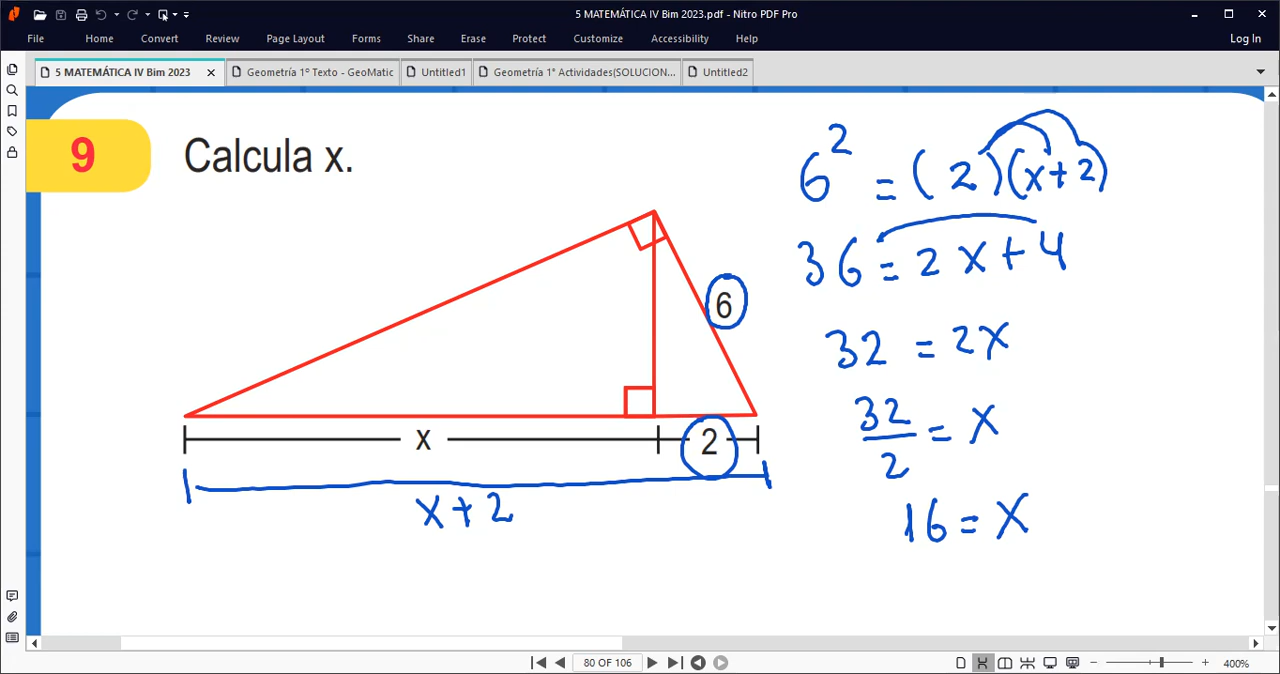 5 MATEMÁTICA IV Bim 2023.pdf - Nitro PDF Pro
File Home Convert Review Page Layout Forms Share Erase Protect Customize Accessibility Help Log In
5 MATEMÁTICA IV Bim 2023 Geometría 1º Texto - GeoMatic Untitled1 Geometría 1° Actividades(SOLUCION... Untitled2
9 Calcula x.
6
x 2
x+2
6² = (2)(x+2)
36 = 2x+4
32 = 2x
32/2 = x
16 = x
80 OF 106
400%